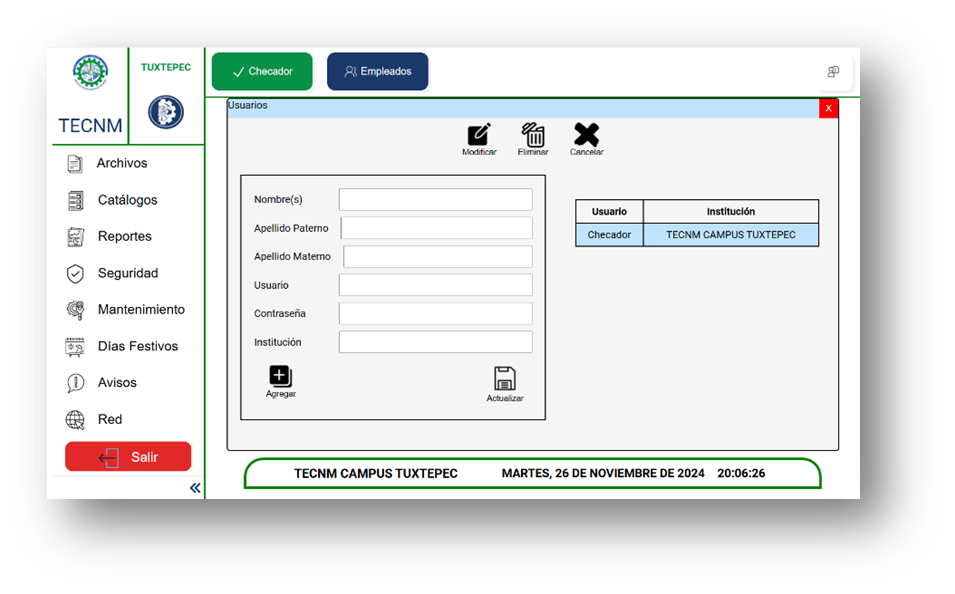 TECNM
TUXTEPEC
Checador
Empleados
Archivos
Catálogos
Reportes
Seguridad
Mantenimiento
Días Festivos
Avisos
Red
Salir
Usuarios
X
Modificar
Eliminar
Cancelar
Nombre(s)
Apellido Paterno
Apellido Materno
Usuario
Contraseña
Institución
Agregar
Actualizar
Usuario Institución
Checador TECNM CAMPUS TUXTEPEC
TECNM CAMPUS TUXTEPEC MARTES, 26 DE NOVIEMBRE DE 2024 20:06:26